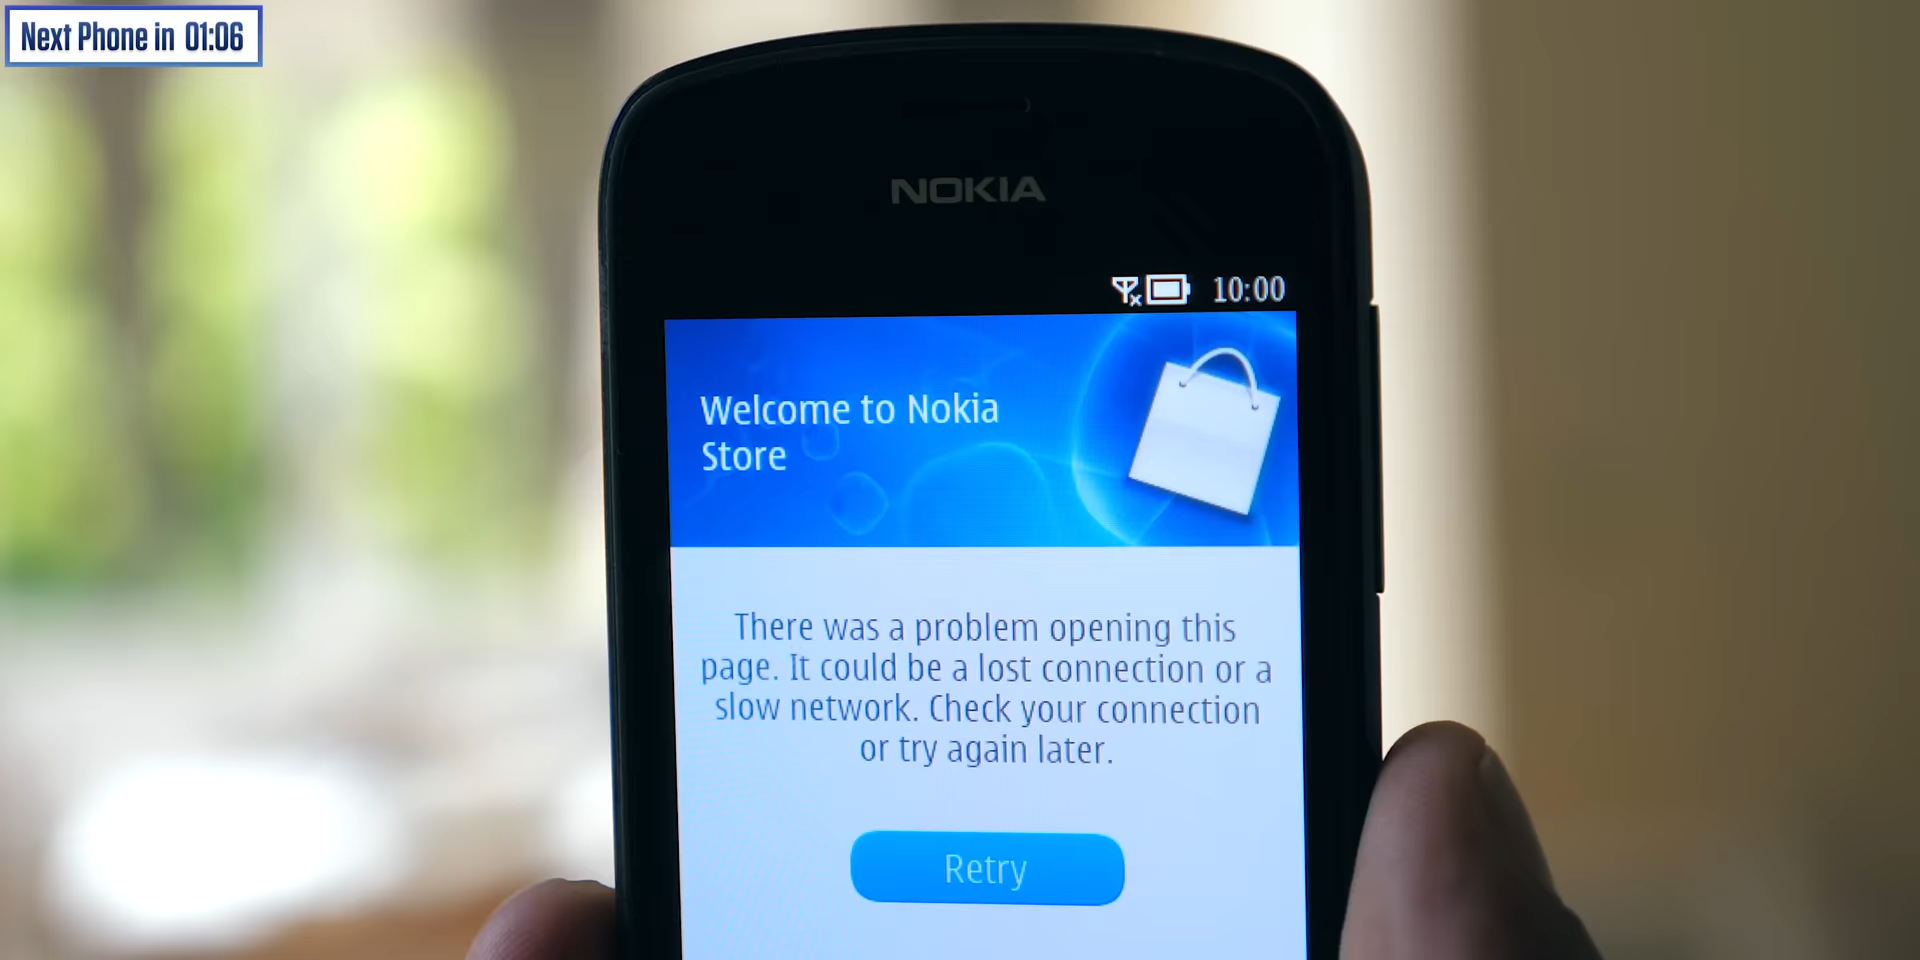 Next Phone in 01:06
NOKIA
10:00
Welcome to Nokia
Store
There was a problem opening this
page. It could be a lost connection or a
slow network. Check your connection
or try again later.
Retry